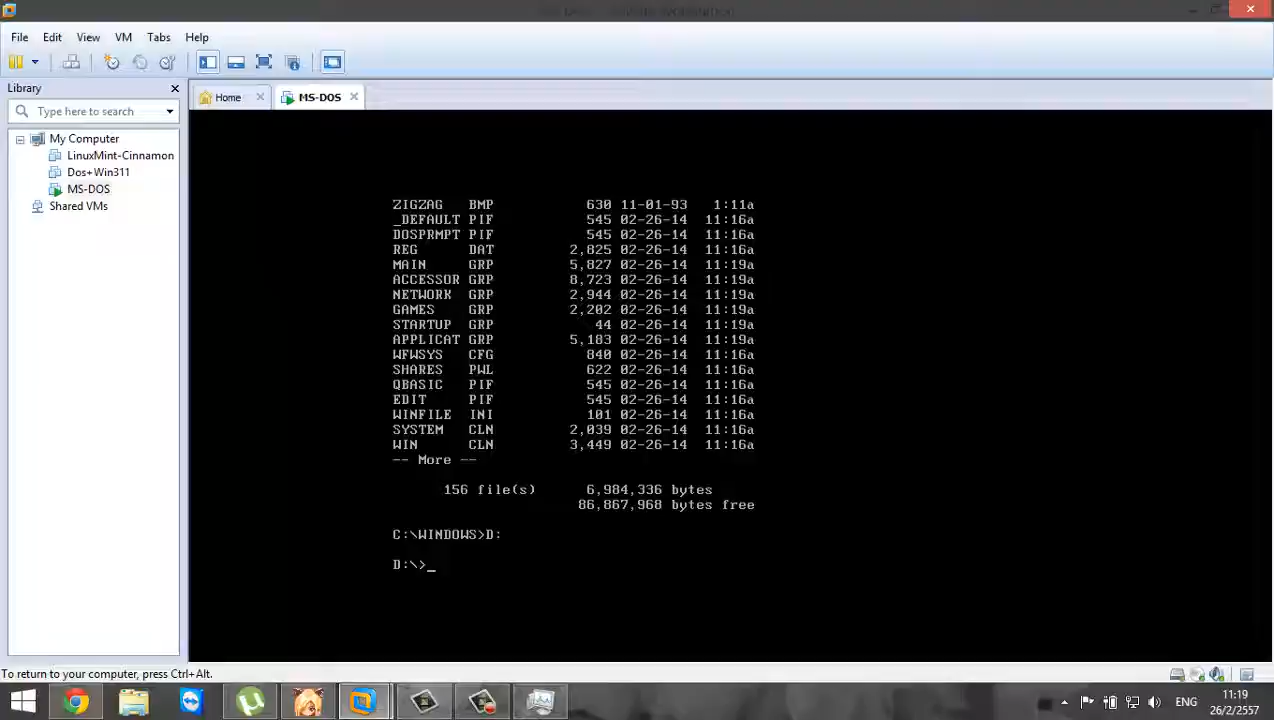 File Edit View VM Tabs Help
Library
Type here to search
Home
MS-DOS
My Computer
LinuxMint-Cinnamon
Dos+Win311
MS-DOS
Shared VMs
ZIGZAG BMP 630 11-01-93 1:11a
_DEFAULT PIF 545 02-26-14 11:16a
DOSPRMPT PIF 545 02-26-14 11:16a
REG DAT 2,825 02-26-14 11:16a
MAIN GRP 5,827 02-26-14 11:19a
ACCESSOR GRP 8,723 02-26-14 11:19a
NETWORK GRP 2,944 02-26-14 11:19a
GAMES GRP 2,202 02-26-14 11:19a
STARTUP GRP 44 02-26-14 11:19a
APPLICAT GRP 5,183 02-26-14 11:19a
WFWSYS CFG 840 02-26-14 11:16a
SHARES PWL 622 02-26-14 11:16a
QBASIC PIF 545 02-26-14 11:16a
EDIT PIF 545 02-26-14 11:16a
WINFILE INI 101 02-26-14 11:16a
SYSTEM CLN 2,039 02-26-14 11:16a
WIN CLN 3,449 02-26-14 11:16a
-- More --
156 file(s) 6,984,336 bytes
86,867,968 bytes free
C:\WINDOWS>D:
D:\>_
To return to your computer, press Ctrl+Alt.
ENG
11:19
26/2/2557